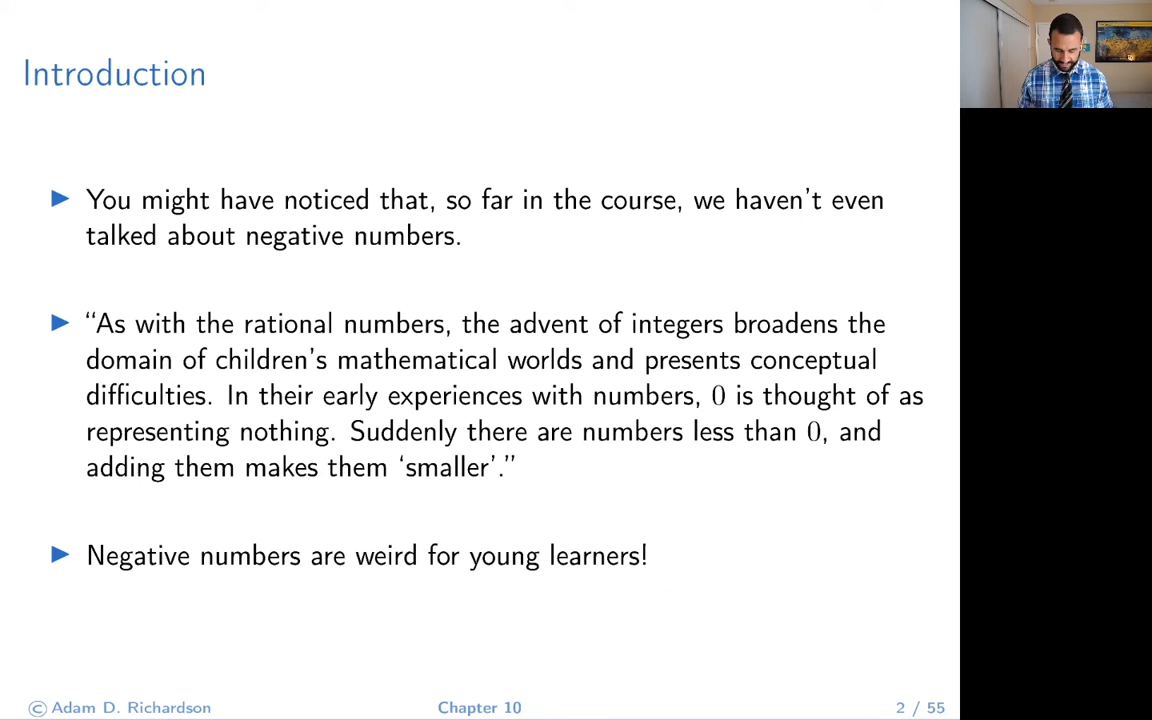 Introduction
You might have noticed that, so far in the course, we haven't even
talked about negative numbers.
“As with the rational numbers, the advent of integers broadens the
domain of children's mathematical worlds and presents conceptual
difficulties. In their early experiences with numbers, 0 is thought of as
representing nothing. Suddenly there are numbers less than 0, and
adding them makes them ‘smaller’.”
Negative numbers are weird for young learners!
© Adam D. Richardson
Chapter 10
2 / 55